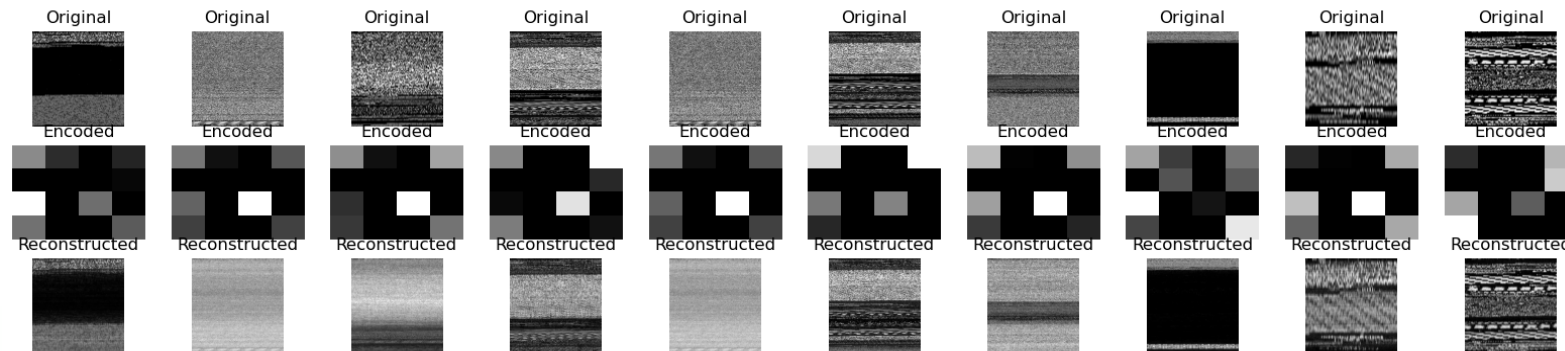 Original Original Original Original Original Original Original Original Original Original
Encoded Encoded Encoded Encoded Encoded Encoded Encoded Encoded Encoded Encoded
Reconstructed Reconstructed Reconstructed Reconstructed Reconstructed Reconstructed Reconstructed Reconstructed Reconstructed Reconstructed